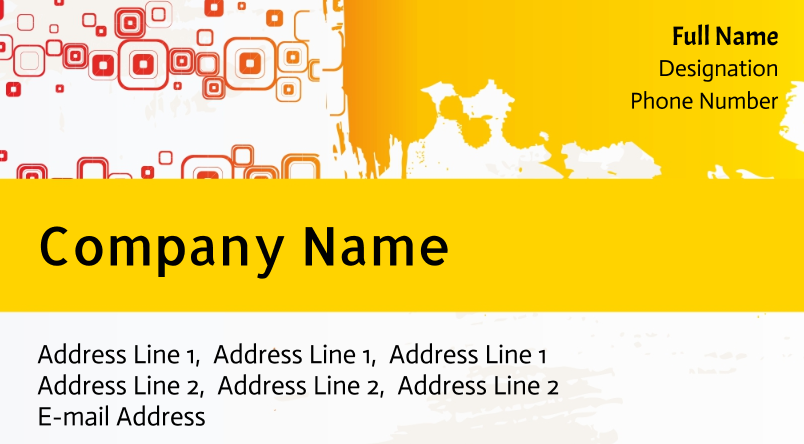 Full Name
Designation
Phone Number
Company Name
Address Line 1, Address Line 1, Address Line 1
Address Line 2, Address Line 2, Address Line 2
E-mail Address